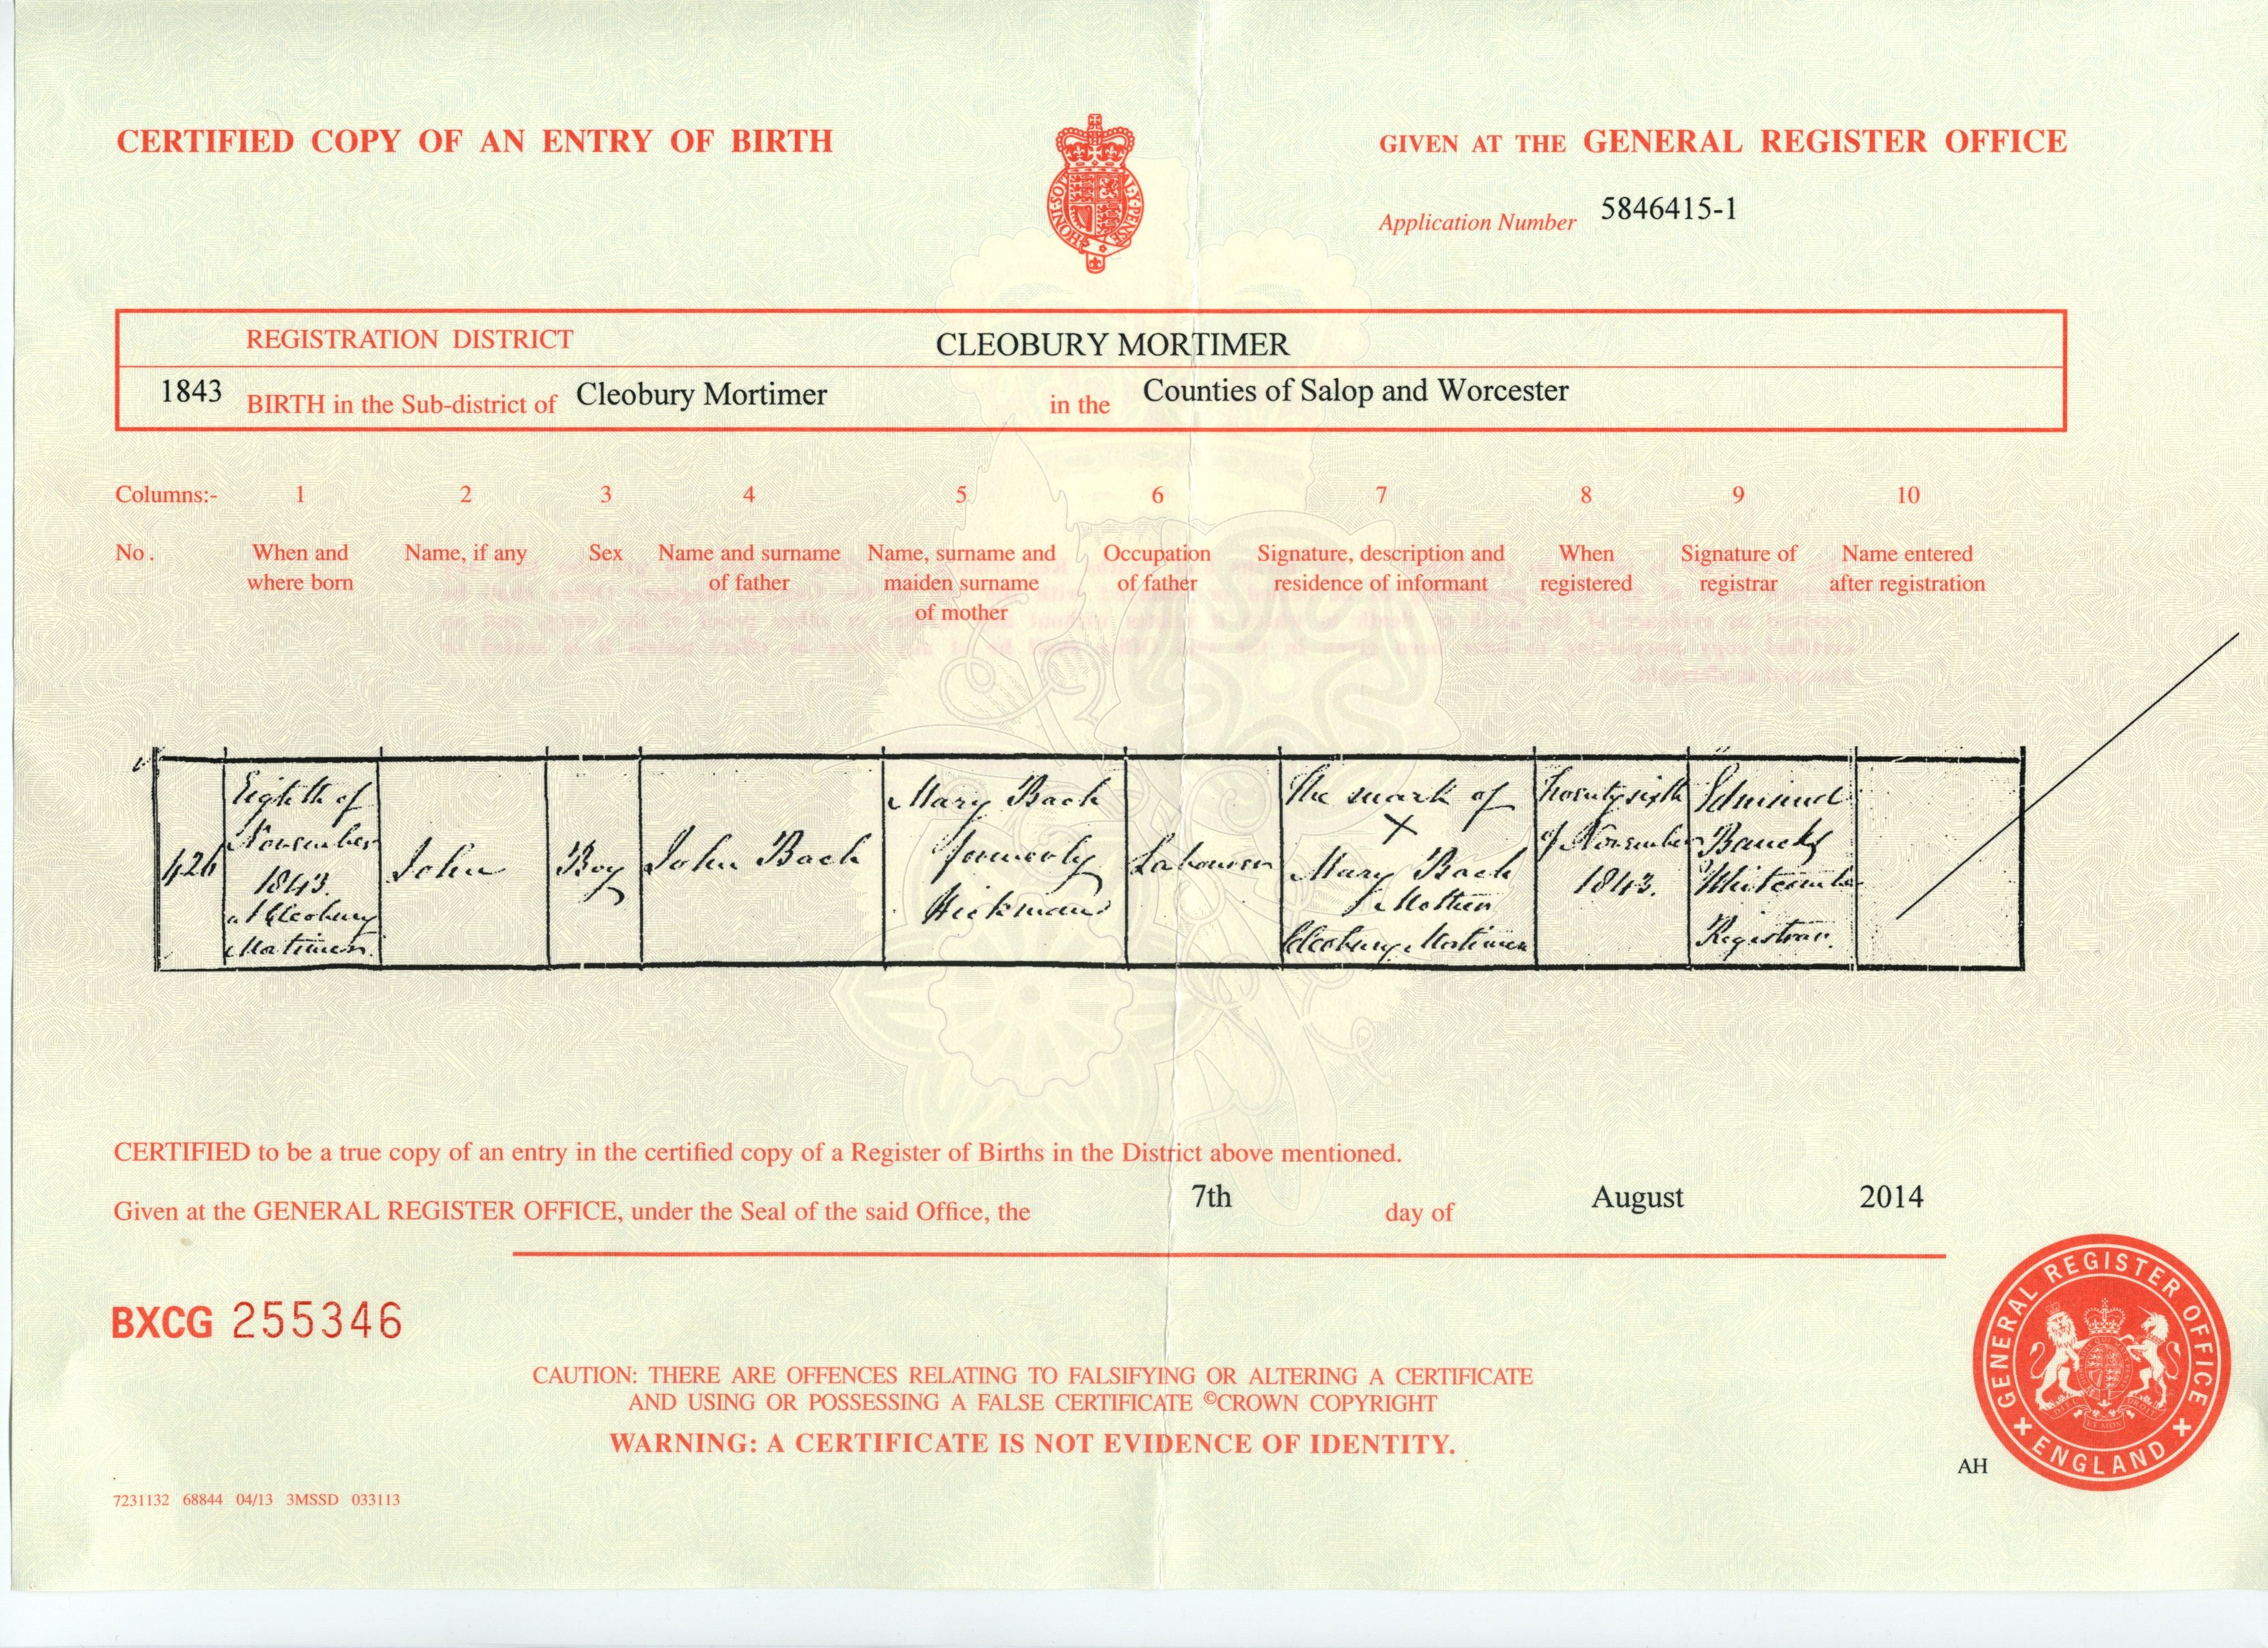 CERTIFIED COPY OF AN ENTRY OF BIRTH
GIVEN AT THE GENERAL REGISTER OFFICE
Application Number 5846415-1
REGISTRATION DISTRICT CLEOBURY MORTIMER
1843 BIRTH in the Sub-district of Cleobury Mortimer in the Counties of Salop and Worcester
Columns:- 1 2 3 4 5 6 7 8 9 10
No. When and where born
Name, if any
Sex
Name and surname of father
Name, surname and maiden surname of mother
Occupation of father
Signature, description and residence of informant
When registered
Signature of registrar
Name entered after registration
426
Eighth of
November
1843.
at Cleobury
Mortimer.
John
Boy
John Bach
Mary Bach
formerly
Hickman
Labourer
The mark of
X
Mary Bach
Mother
Cleobury Mortimer
Twenty sixth
of November
1843.
Edmund
Baucks
Whitcombe
Registrar.
CERTIFIED to be a true copy of an entry in the certified copy of a Register of Births in the District above mentioned.
Given at the GENERAL REGISTER OFFICE, under the Seal of the said Office, the 7th day of August 2014
BXCG 255346
CAUTION: THERE ARE OFFENCES RELATING TO FALSIFYING OR ALTERING A CERTIFICATE
AND USING OR POSSESSING A FALSE CERTIFICATE ©CROWN COPYRIGHT
WARNING: A CERTIFICATE IS NOT EVIDENCE OF IDENTITY.
GENERAL REGISTER OFFICE
ENGLAND
AH
7231132 68844 04/13 3MSSD 033113